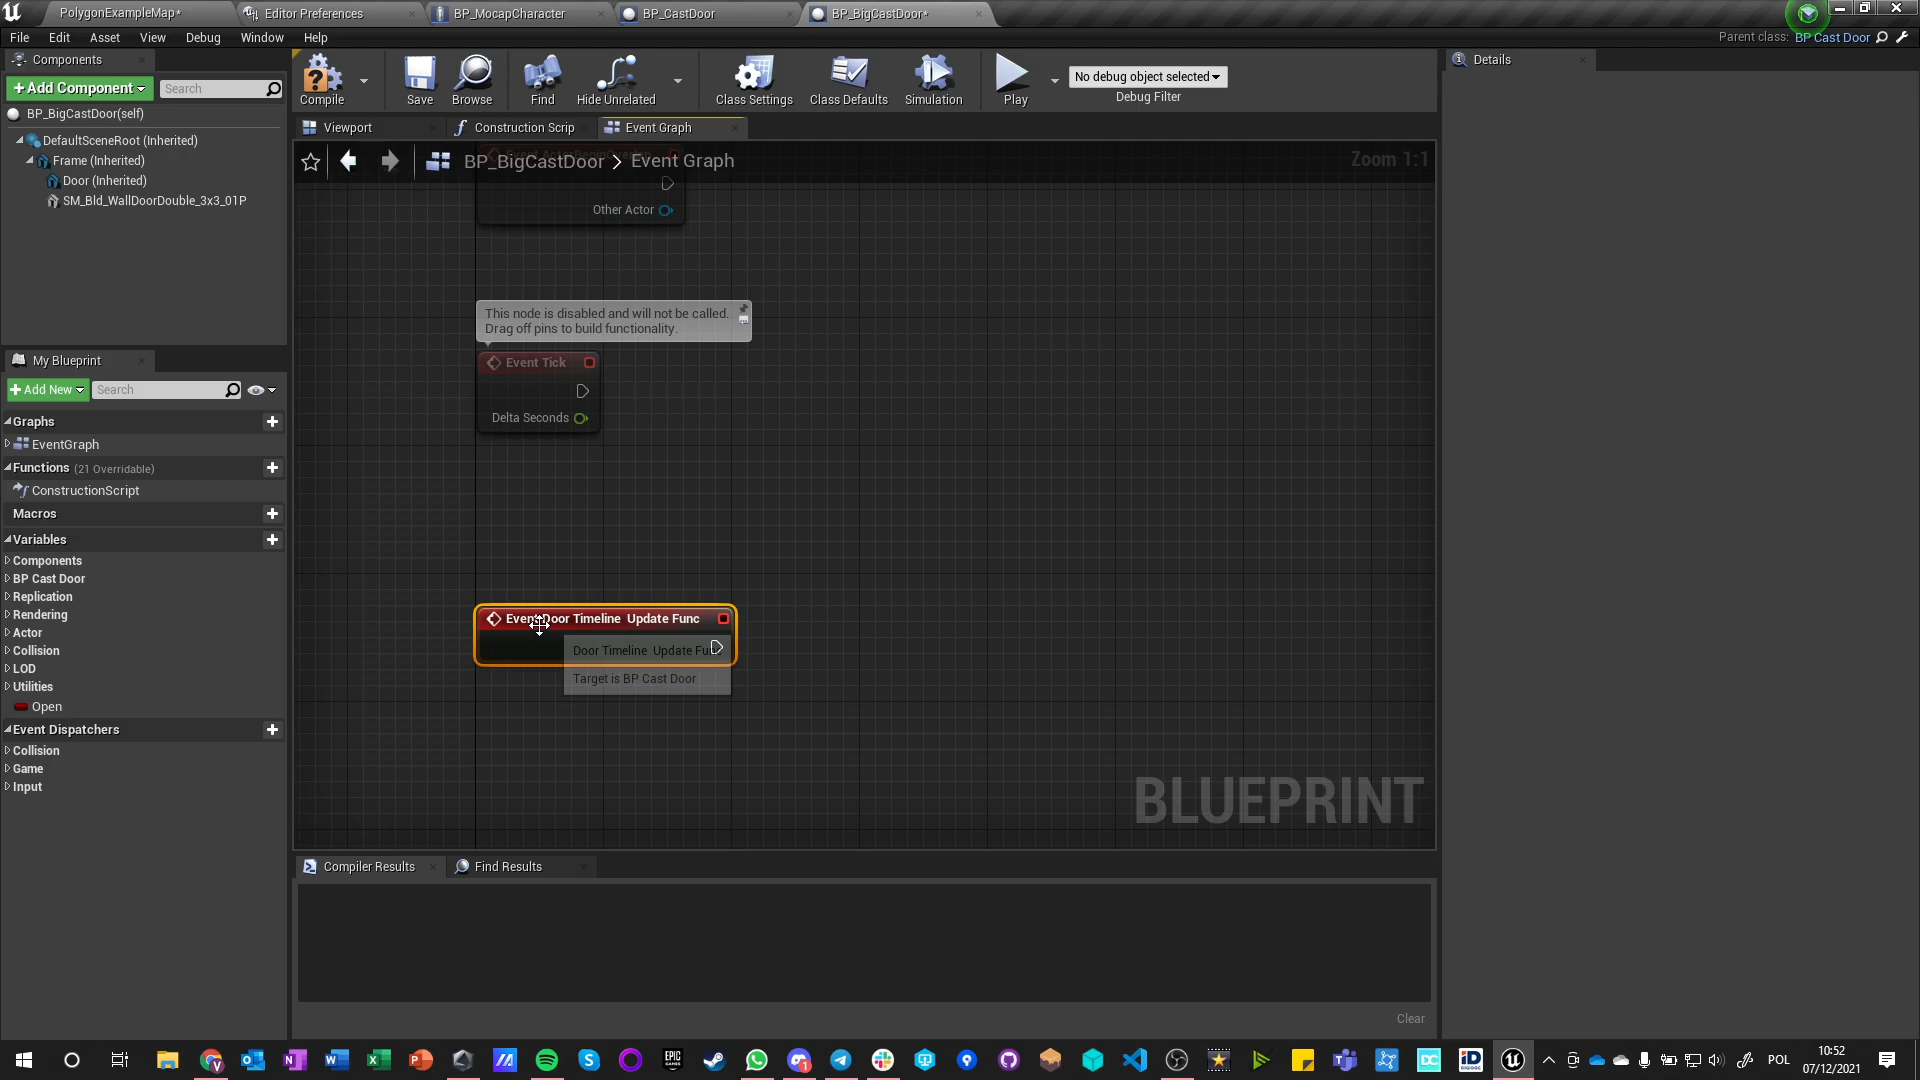 PolygonExampleMap*
Editor Preferences
BP_MocapCharacter
BP_CastDoor
BP_BigCastDoor*
File Edit Asset View Debug Window Help
Parent class: BP Cast Door
Components
+Add Component
Search
BP_BigCastDoor(self)
DefaultSceneRoot (Inherited)
Frame (Inherited)
Door (Inherited)
SM_Bld_WallDoorDouble_3x3_01P
Compile
Save
Browse
Find
Hide Unrelated
Class Settings
Class Defaults
Simulation
Play
No debug object selected
Debug Filter
Details
Viewport
Construction Scrip
Event Graph
BP_BigCastDoor > Event Graph
Zoom 1:1
Other Actor
This node is disabled and will not be called.
Drag off pins to build functionality.
Event Tick
Delta Seconds
Event Door Timeline Update Func
Door Timeline Update Fu
Target is BP Cast Door
BLUEPRINT
My Blueprint
+Add New
Search
Graphs
EventGraph
Functions (21 Overridable)
ConstructionScript
Macros
Variables
Components
BP Cast Door
Replication
Rendering
Actor
Collision
LOD
Utilities
Open
Event Dispatchers
Collision
Game
Input
Compiler Results
Find Results
Clear
POL
10:52
07/12/2021